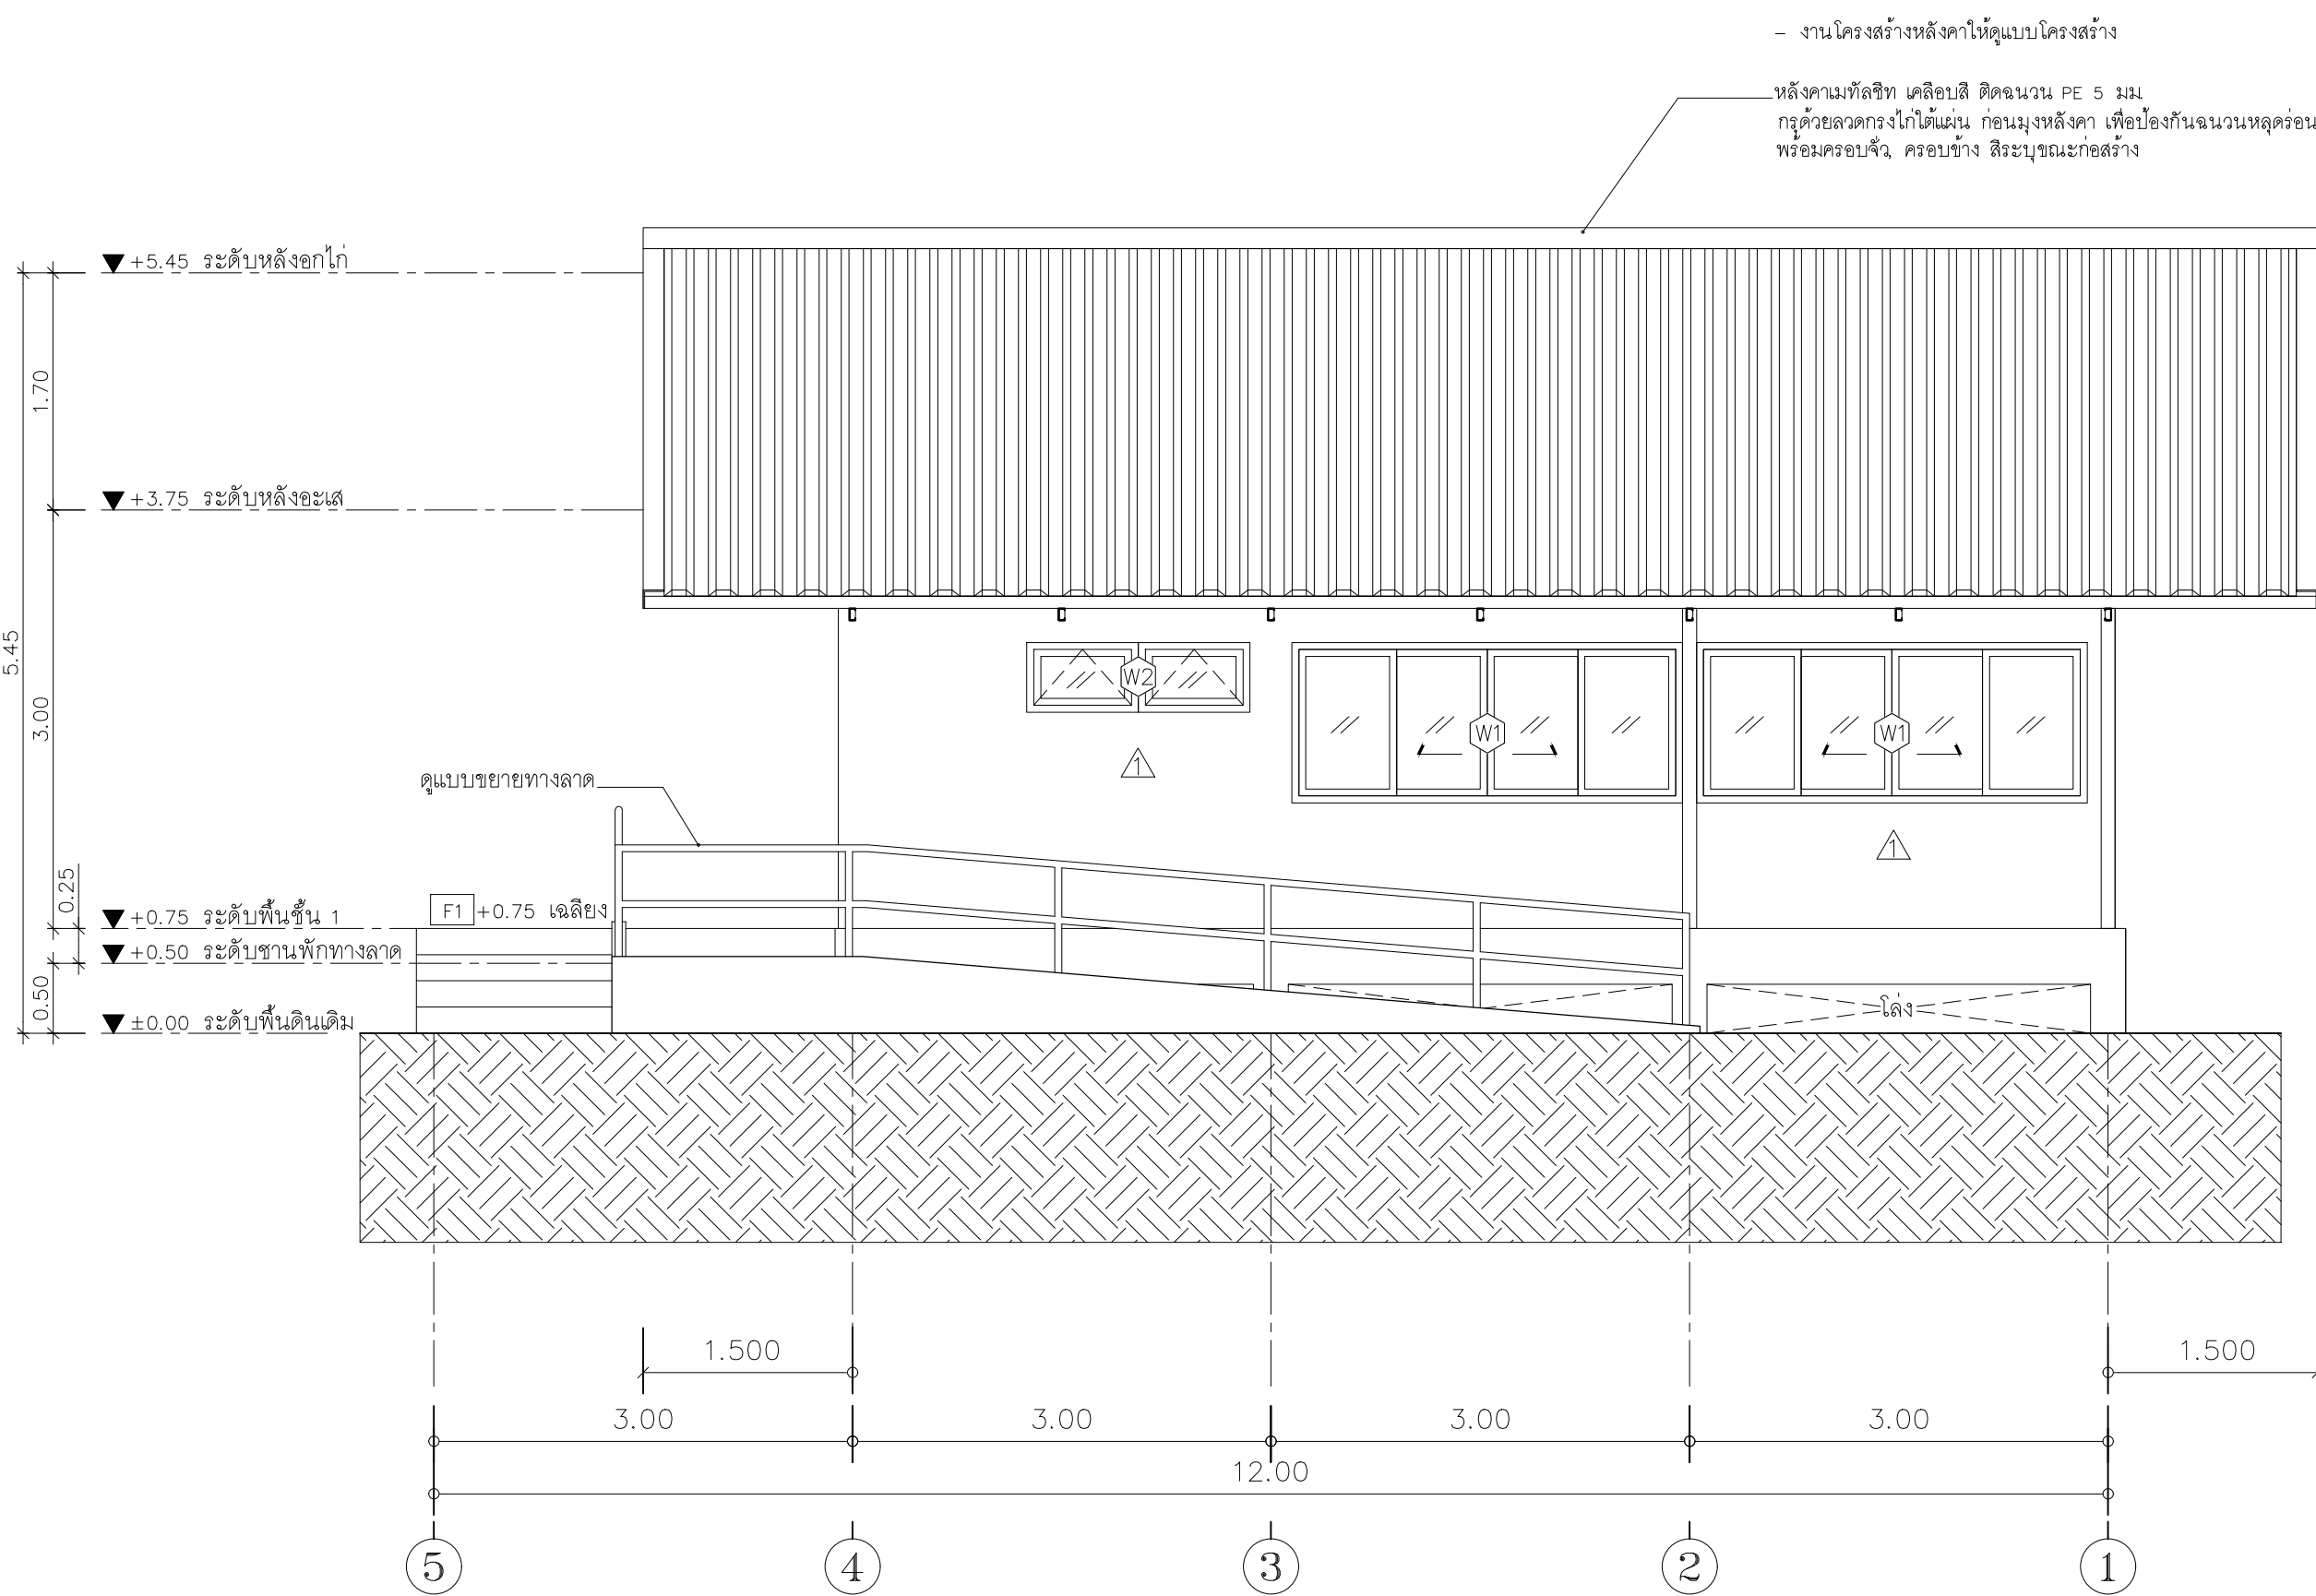 - งานโครงสร้างหลังคาให้ดูแบบโครงสร้าง
หลังคาเมทัลชีท เคลือบสี ติดฉนวน PE 5 มม.
กรุด้วยลวดกรงไก่ใต้แผ่น ก่อนมุงหลังคา เพื่อป้องกันฉนวนหลุดร่อน
พร้อมครอบจั่ว, ครอบข้าง สีระบุขณะก่อสร้าง
+5.45 ระดับหลังอกไก่
1.70
+3.75 ระดับหลังอะเส
5.45
3.00
W2
W1
W1
1
ดูแบบขยายทางลาด
1
0.25
+0.75 ระดับพื้นชั้น 1
F1 +0.75 เฉลียง
+0.50 ระดับชานพักทางลาด
0.50
±0.00 ระดับพื้นดินเดิม
โล่ง
1.500
1.500
3.00
3.00
3.00
3.00
12.00
5
4
3
2
1